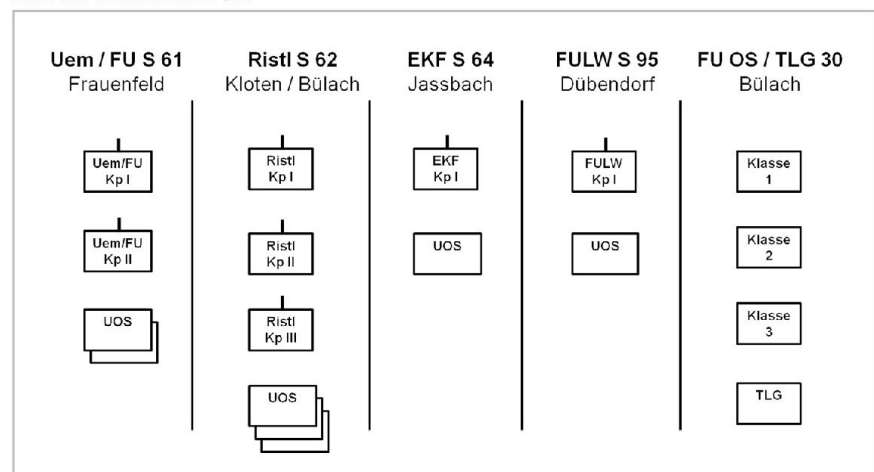 Uem / FU S 61
Frauenfeld
Uem/FU
Kp I
Uem/FU
Kp II
UOS
Ristl S 62
Kloten / Bülach
Ristl
Kp I
Ristl
Kp II
Ristl
Kp III
UOS
EKF S 64
Jassbach
EKF
Kp I
UOS
FULW S 95
Dübendorf
FULW
Kp I
UOS
FU OS / TLG 30
Bülach
Klasse
1
Klasse
2
Klasse
3
TLG